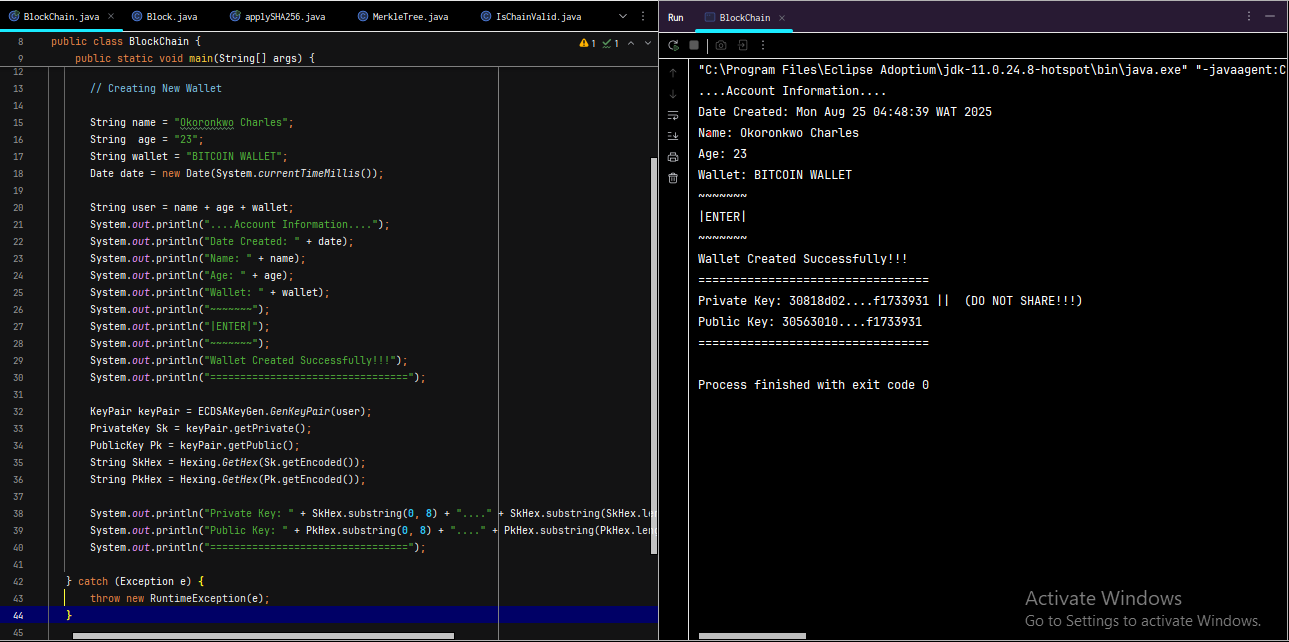 BlockChain.java
Block.java
applySHA256.java
MerkleTree.java
IsChainValid.java
8 public class BlockChain {
1 1
9 public static void main(String[] args) {
12
13 // Creating New Wallet
14
15 String name = "Okoronkwo Charles";
16 String  age = "23";
17 String wallet = "BITCOIN WALLET";
18 Date date = new Date(System.currentTimeMillis());
19
20 String user = name + age + wallet;
21 System.out.println("....Account Information....");
22 System.out.println("Date Created: " + date);
23 System.out.println("Name: " + name);
24 System.out.println("Age: " + age);
25 System.out.println("Wallet: " + wallet);
26 System.out.println("~~~~~~~");
27 System.out.println("|ENTER|");
28 System.out.println("~~~~~~~");
29 System.out.println("Wallet Created Successfully!!!");
30 System.out.println("=================================");
31
32 KeyPair keyPair = ECDSAKeyGen.GenKeyPair(user);
33 PrivateKey Sk = keyPair.getPrivate();
34 PublicKey Pk = keyPair.getPublic();
35 String SkHex = Hexing.GetHex(Sk.getEncoded());
36 String PkHex = Hexing.GetHex(Pk.getEncoded());
37
38 System.out.println("Private Key: " + SkHex.substring(0, 8) + "...." + SkHex.substring(SkHex.len
39 System.out.println("Public Key: " + PkHex.substring(0, 8) + "...." + PkHex.substring(PkHex.leng
40 System.out.println("=================================");
41
42 } catch (Exception e) {
43 throw new RuntimeException(e);
44 }
45
Run BlockChain
"C:\Program Files\Eclipse Adoptium\jdk-11.0.24.8-hotspot\bin\java.exe" "-javaagent:C
....Account Information....
Date Created: Mon Aug 25 04:48:39 WAT 2025
Name: Okoronkwo Charles
Age: 23
Wallet: BITCOIN WALLET
~~~~~~~
|ENTER|
~~~~~~~
Wallet Created Successfully!!!
=================================
Private Key: 30818d02....f1733931 ||  (DO NOT SHARE!!!)
Public Key: 30563010....f1733931
=================================
Process finished with exit code 0
Activate Windows
Go to Settings to activate Windows.